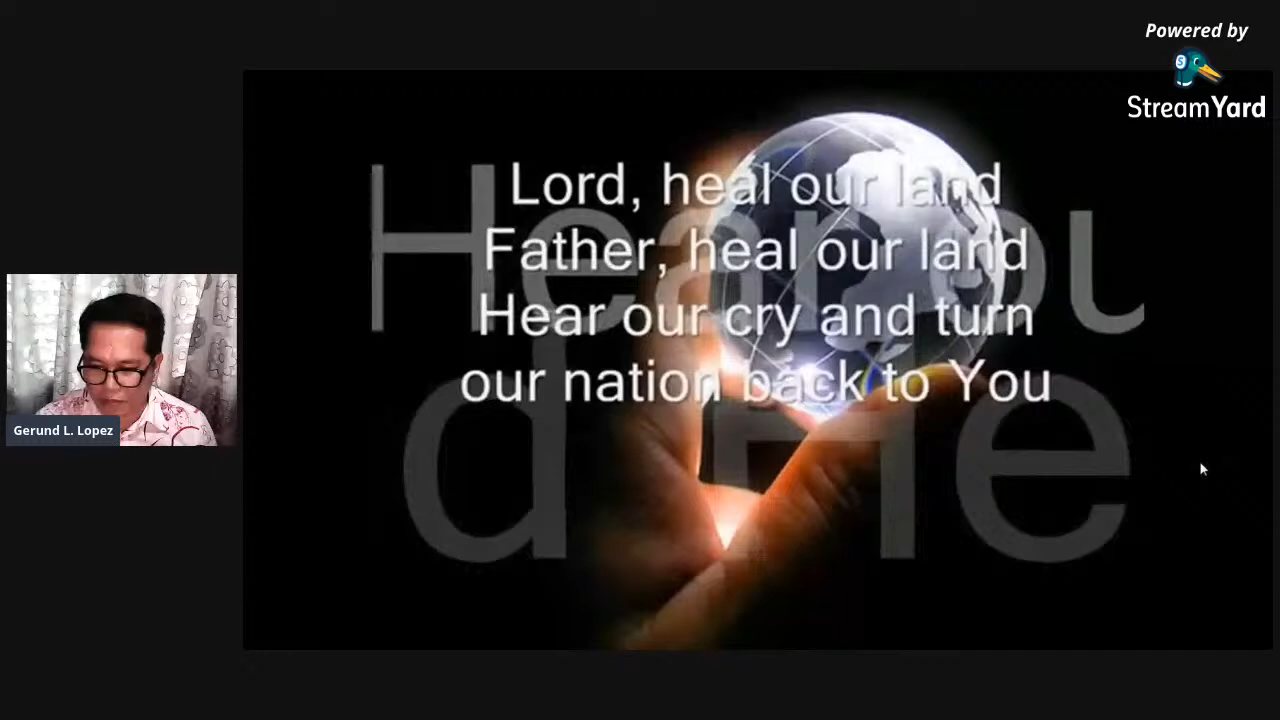 Powered by
StreamYard
Lord, heal our land
Father, heal our land
Hear our cry and turn
our nation back to You
Gerund L. Lopez